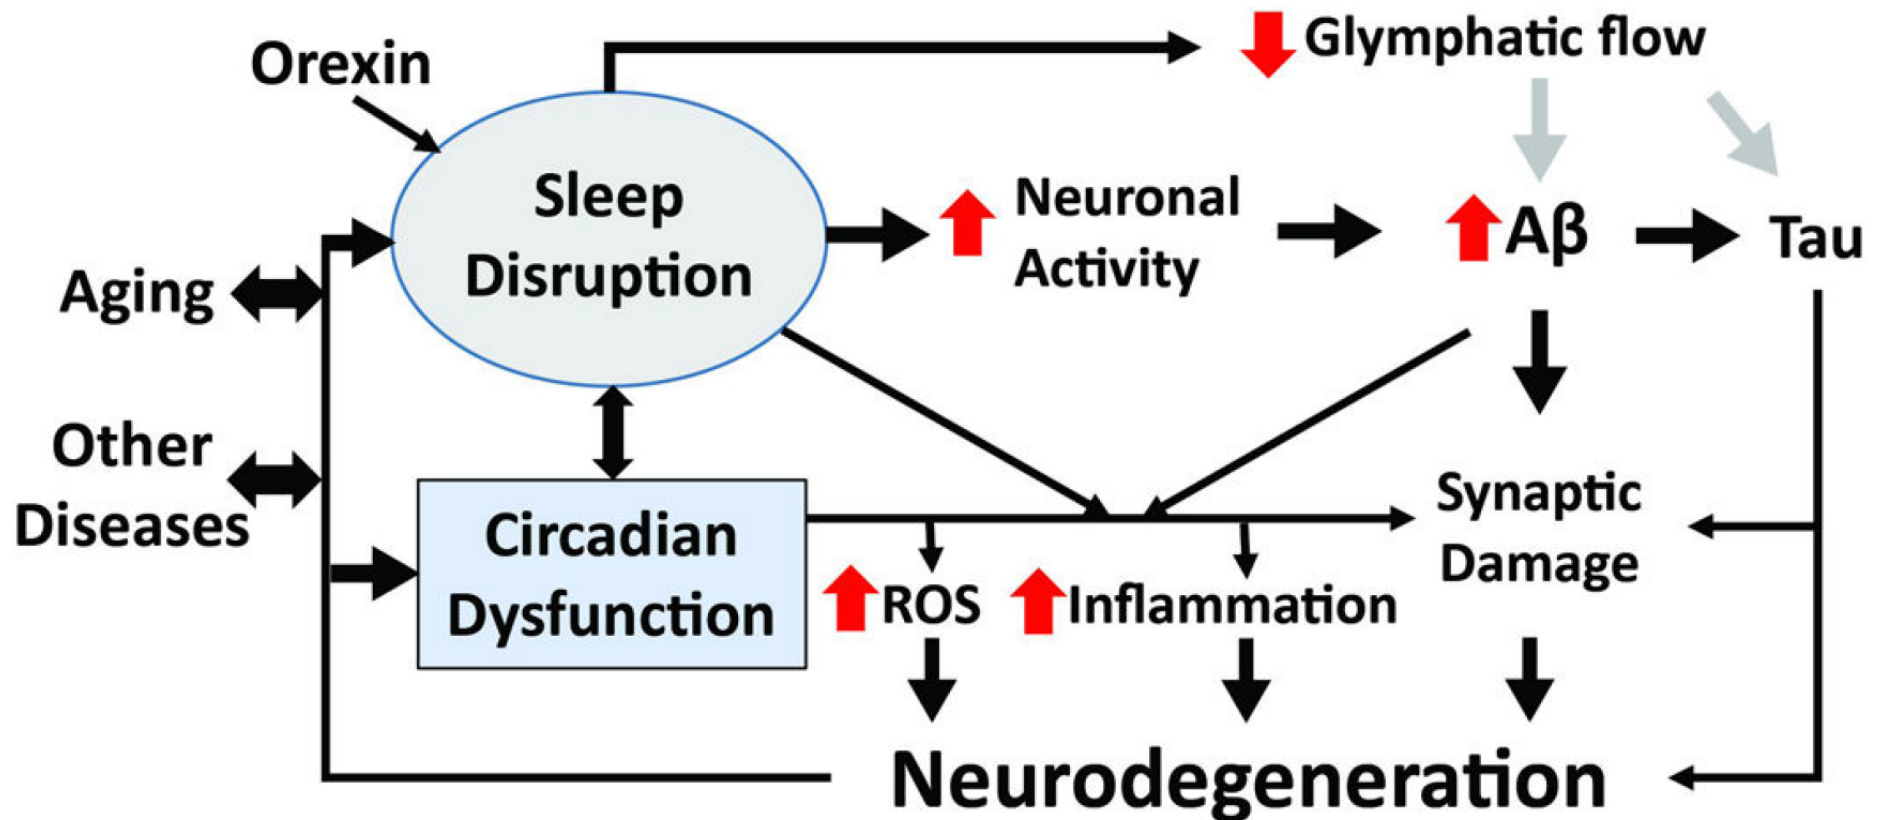 Orexin
Glymphatic flow
Sleep
Disruption
Neuronal
Activity
Aβ
Tau
Aging
Other
Diseases
Circadian
Dysfunction
ROS
Inflammation
Synaptic
Damage
Neurodegeneration